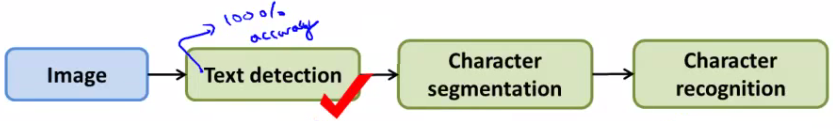 100%
accuracy
Image
Text detection
Character
segmentation
Character
recognition